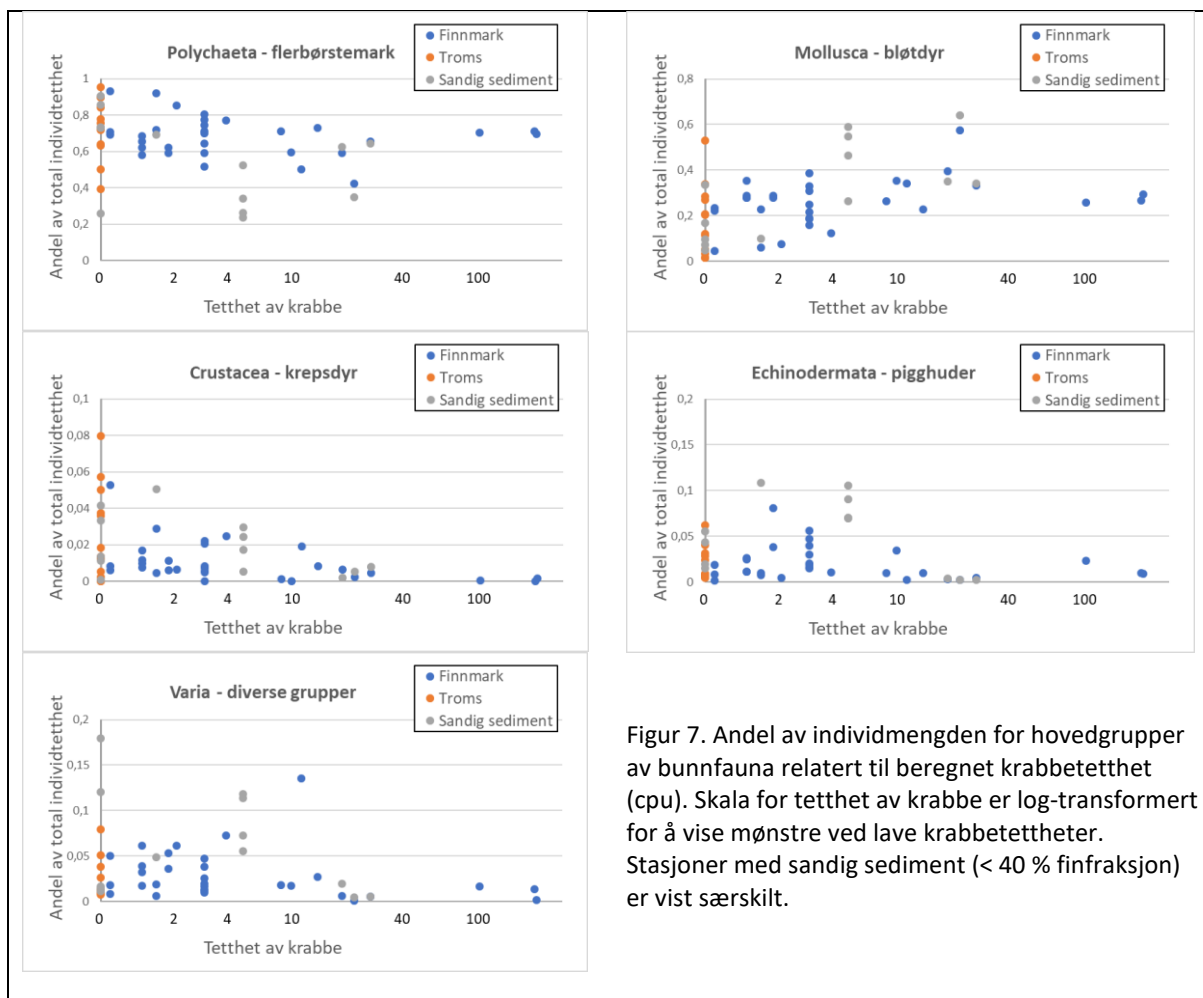 Polychaeta - flerbørstemark
Finnmark
Troms
Sandig sediment
Andel av total individtetthet
1
0,8
0,6
0,4
0,2
0
0 2 4 10 40 100
Tetthet av krabbe
Mollusca - bløtdyr
Finnmark
Troms
Sandig sediment
Andel av total individtetthet
0,8
0,6
0,4
0,2
0
0 2 4 10 40 100
Tetthet av krabbe
Crustacea - krepsdyr
Finnmark
Troms
Sandig sediment
Andel av total individtetthet
0,1
0,08
0,06
0,04
0,02
0
0 2 4 10 40 100
Tetthet av krabbe
Echinodermata - pigghuder
Finnmark
Troms
Sandig sediment
Andel av total individtetthet
0,2
0,15
0,1
0,05
0
0 2 4 10 40 100
Tetthet av krabbe
Varia - diverse grupper
Finnmark
Troms
Sandig sediment
Andel av total individtetthet
0,2
0,15
0,1
0,05
0
0 2 4 10 40 100
Tetthet av krabbe
Figur 7. Andel av individmengden for hovedgrupper
av bunnfauna relatert til beregnet krabbetetthet
(cpu). Skala for tetthet av krabbe er log-transformert
for å vise mønstre ved lave krabbetettheter.
Stasjoner med sandig sediment (< 40 % finfraksjon)
er vist særskilt.